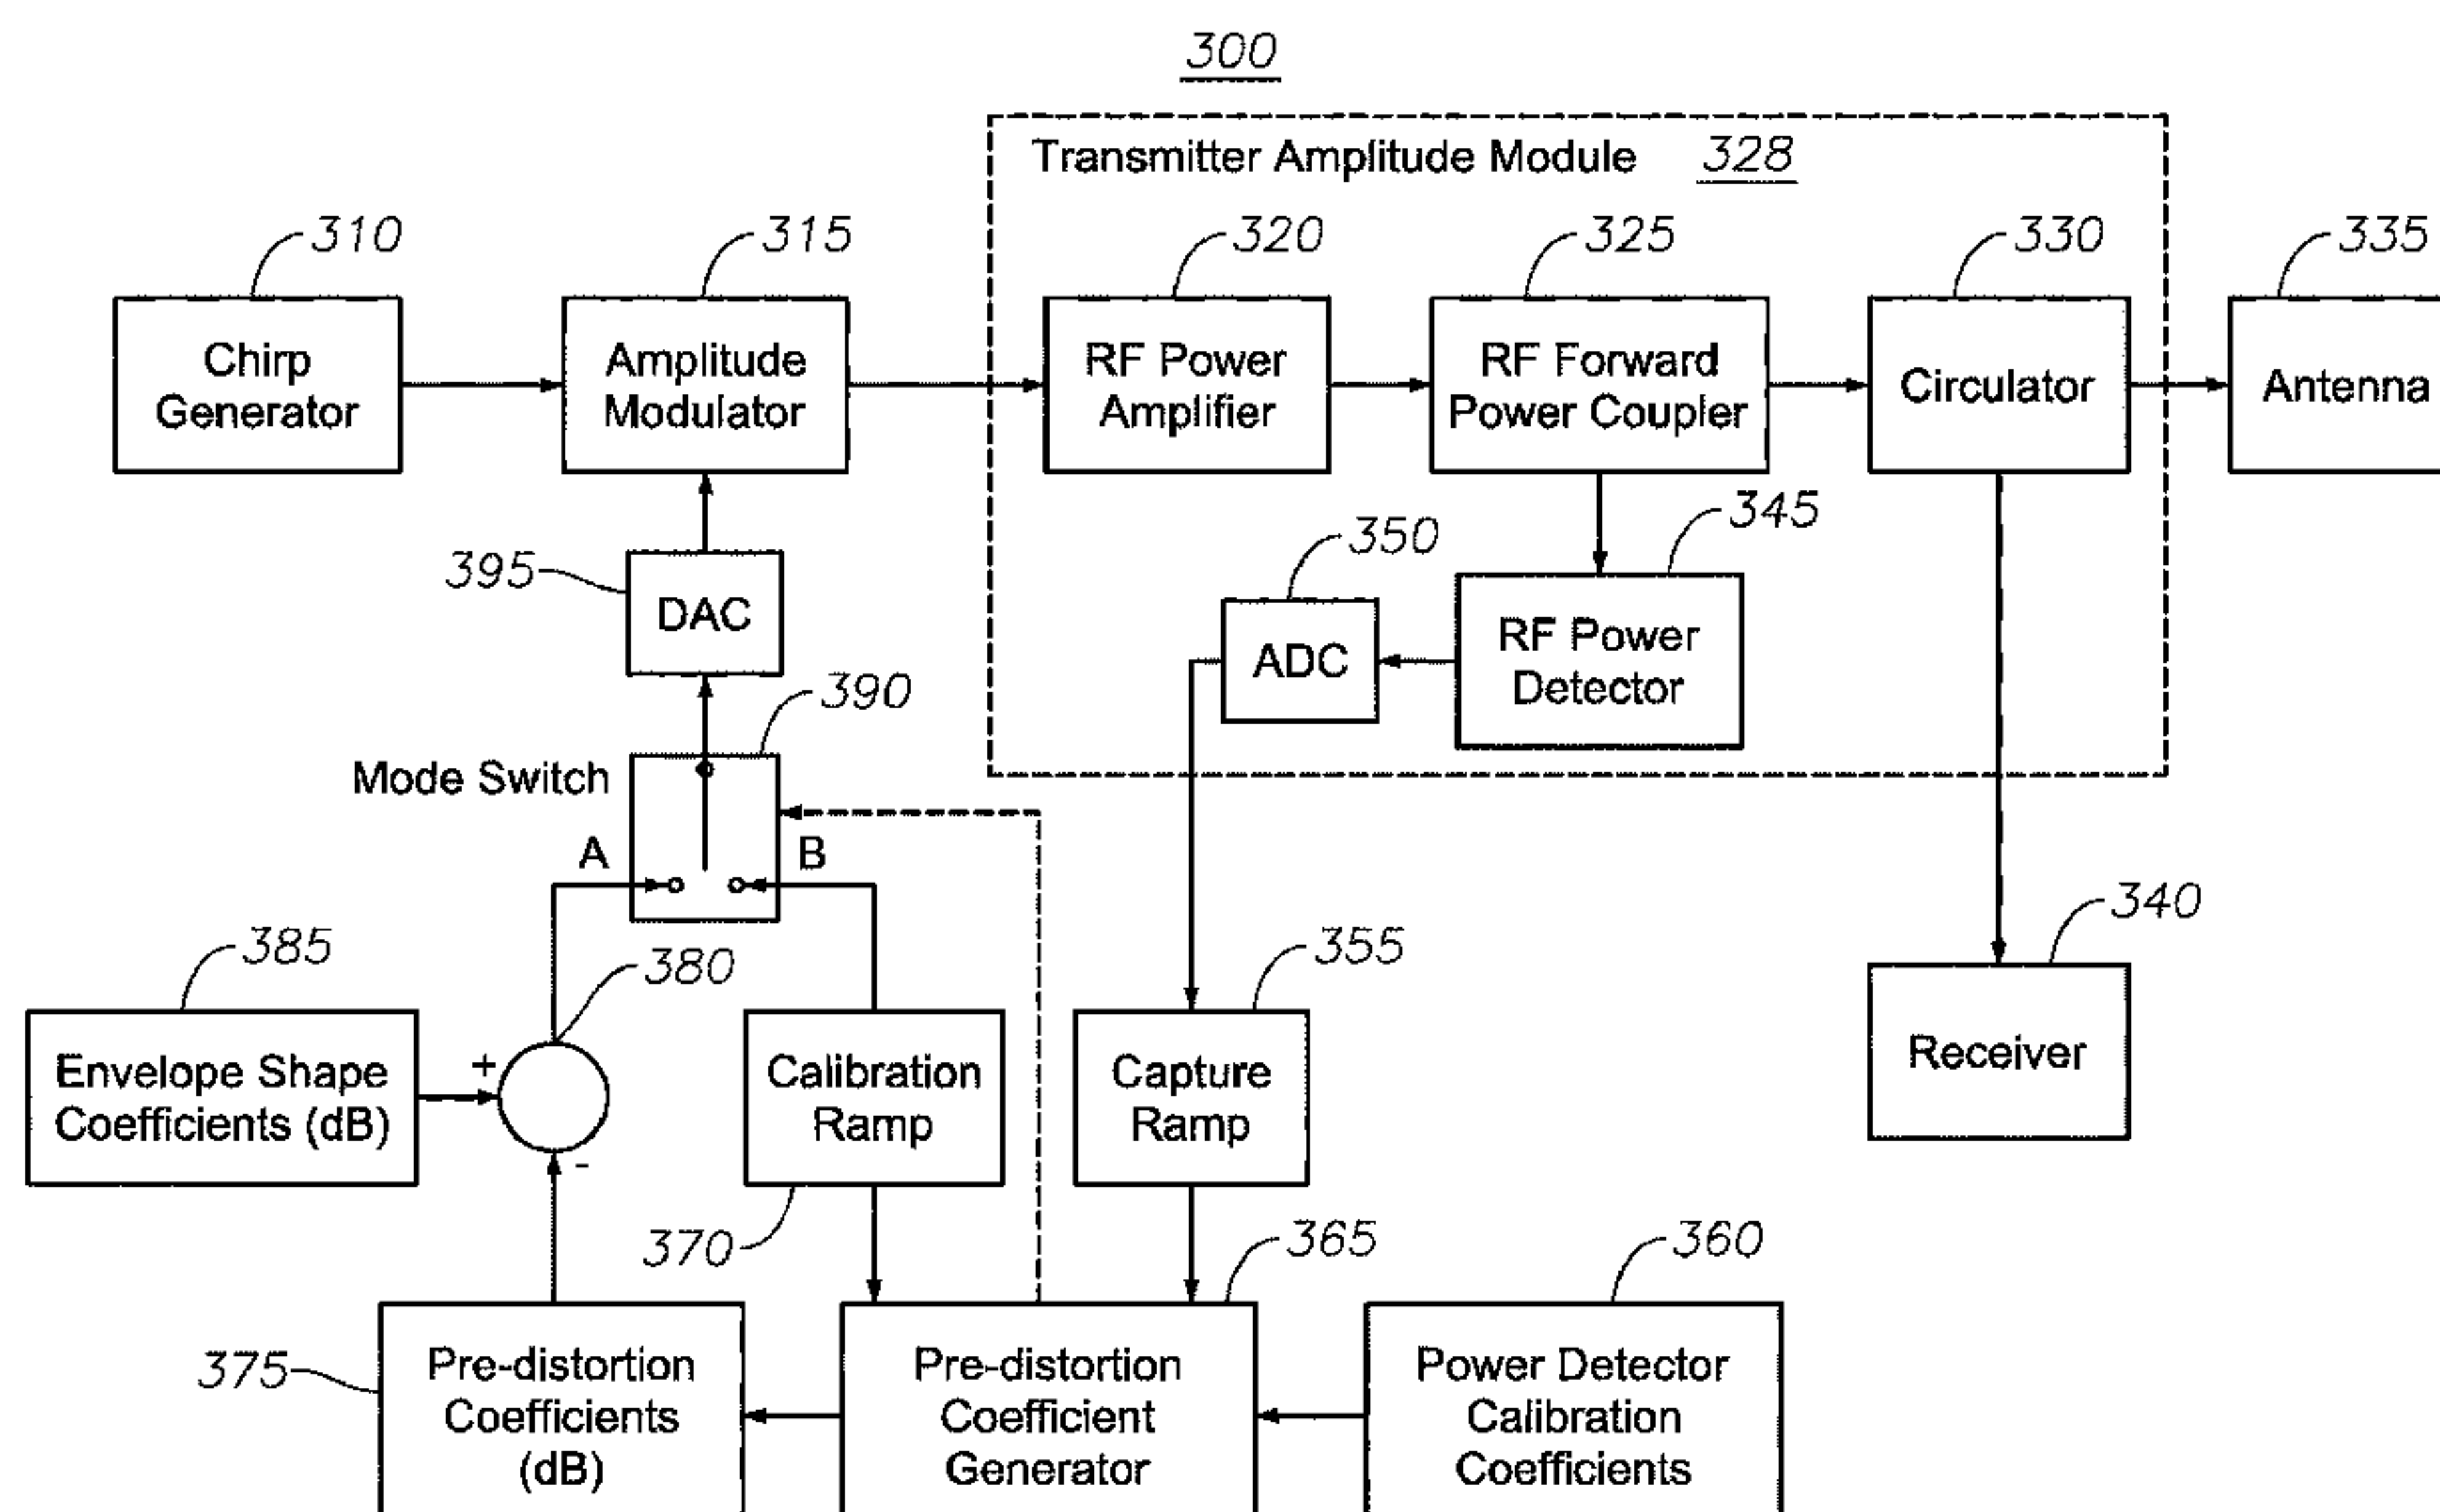 300
Transmitter Amplitude Module 328
310
315
320
325
330
335
Chirp
Generator
Amplitude
Modulator
RF Power
Amplifier
RF Forward
Power Coupler
Circulator
Antenna
395
DAC
350
ADC
345
RF Power
Detector
390
Mode Switch
A
B
385
Envelope Shape
Coefficients (dB)
380
+
-
Calibration
Ramp
370
355
Capture
Ramp
340
Receiver
375
Pre-distortion
Coefficients
(dB)
365
Pre-distortion
Coefficient
Generator
360
Power Detector
Calibration
Coefficients